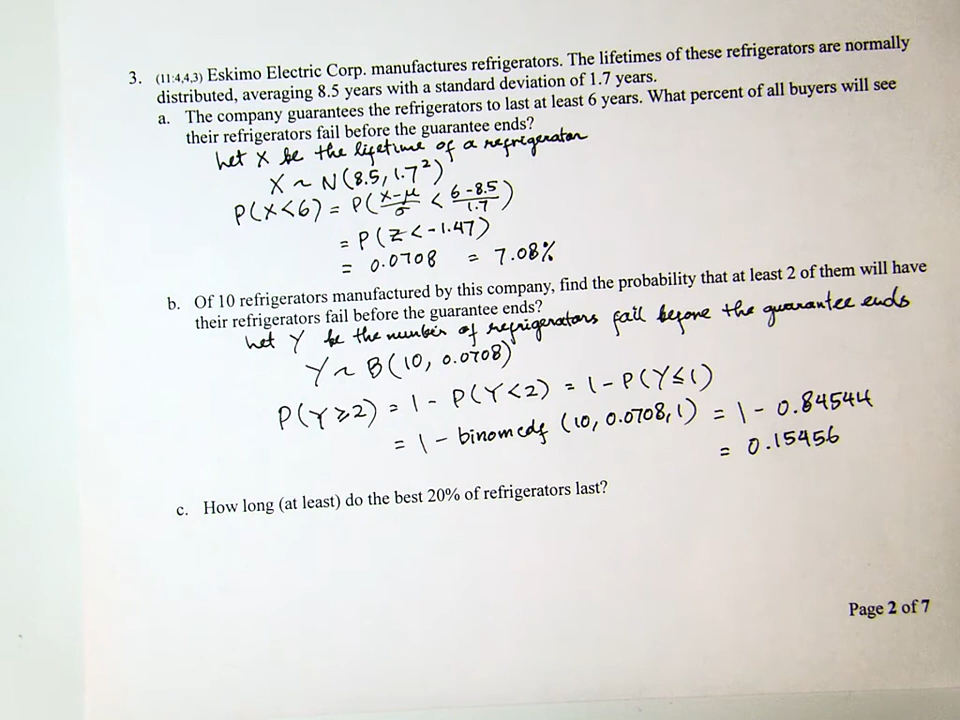 3. (11:4,4,3) Eskimo Electric Corp. manufactures refrigerators. The lifetimes of these refrigerators are normally
distributed, averaging 8.5 years with a standard deviation of 1.7 years.
a. The company guarantees the refrigerators to last at least 6 years. What percent of all buyers will see
their refrigerators fail before the guarantee ends?
Let X be the lifetime of a refrigerator
X ~ N(8.5, 1.7²)
P(X<6) = P((X-μ)/σ < (6-8.5)/1.7)
= P(Z < -1.47)
= 0.0708 = 7.08%
b. Of 10 refrigerators manufactured by this company, find the probability that at least 2 of them will have
their refrigerators fail before the guarantee ends?
Let Y be the number of refrigerators fail before the guarantee ends
Y ~ B(10, 0.0708)
P(Y≥2) = 1 - P(Y<2) = 1 - P(Y≤1)
= 1 - binomcdf (10, 0.0708, 1) = 1 - 0.84544
= 0.15456
c. How long (at least) do the best 20% of refrigerators last?
Page 2 of 7